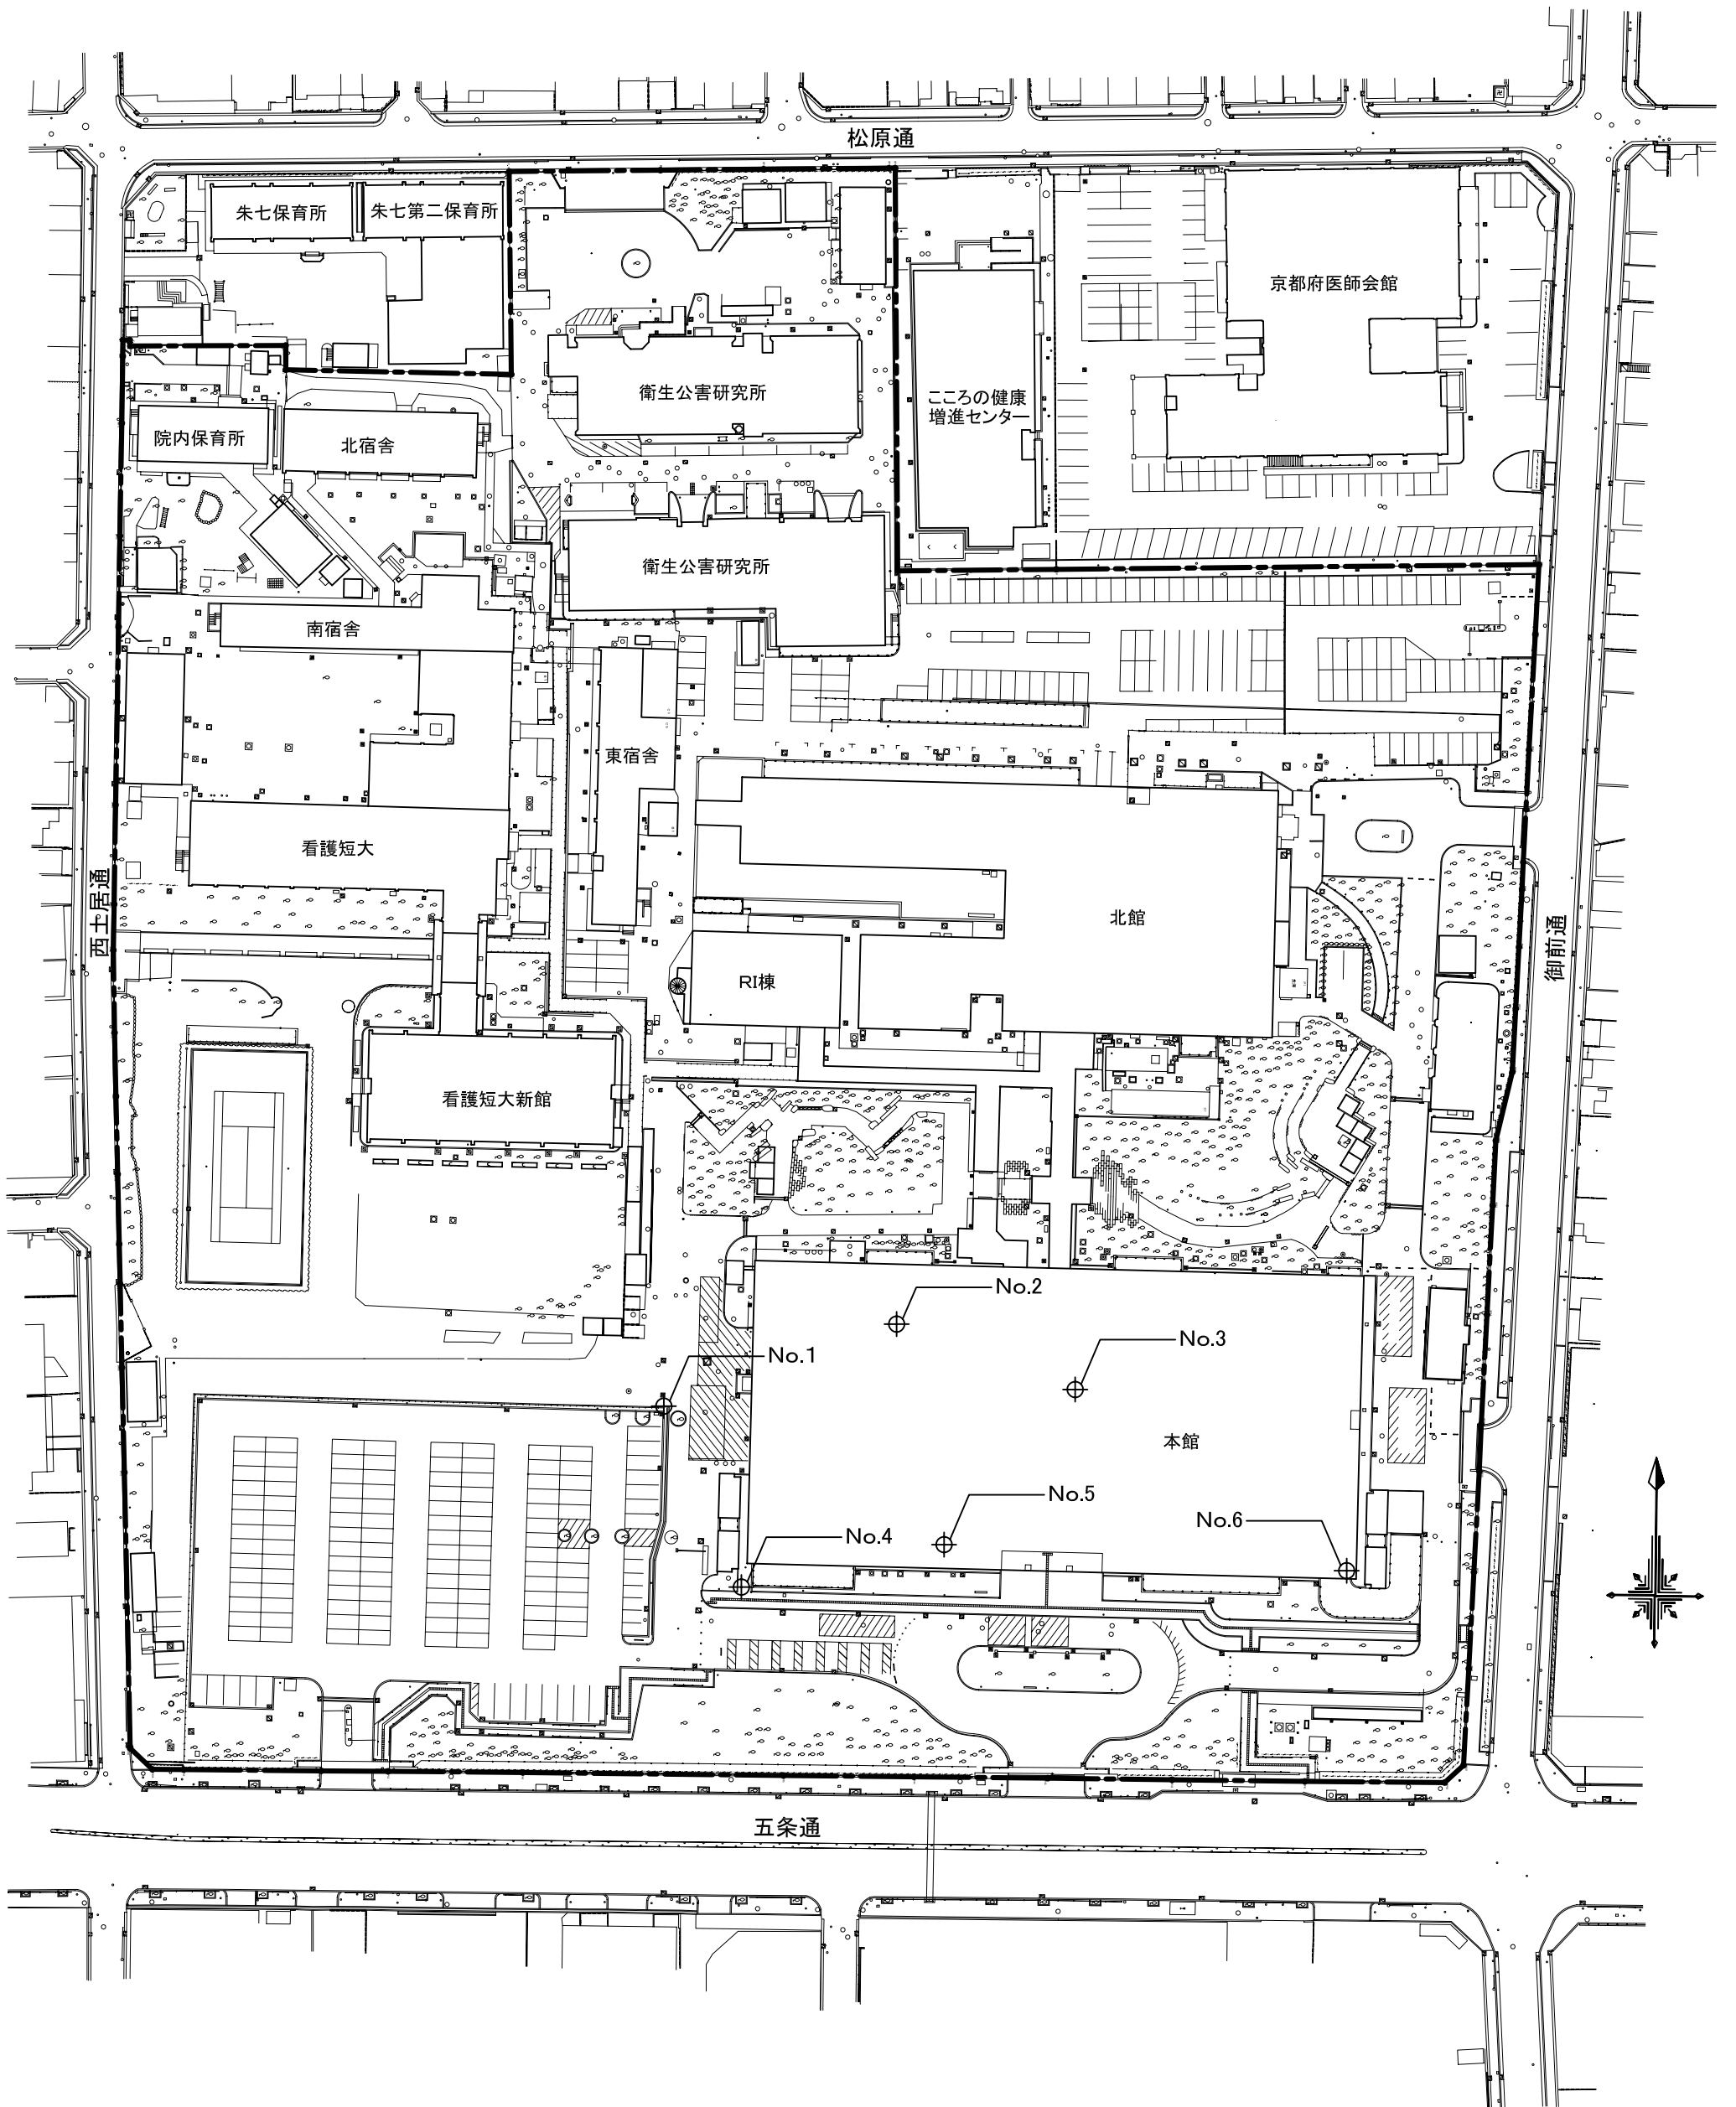 松原通
朱七保育所
朱七第二保育所
京都府医師会館
衛生公害研究所
こころの健康
増進センター
院内保育所
北宿舎
衛生公害研究所
南宿舎
東宿舎
看護短大
西土居通
北館
御前通
RI棟
看護短大新館
No.2
No.3
No.1
本館
No.5
No.4
No.6
五条通